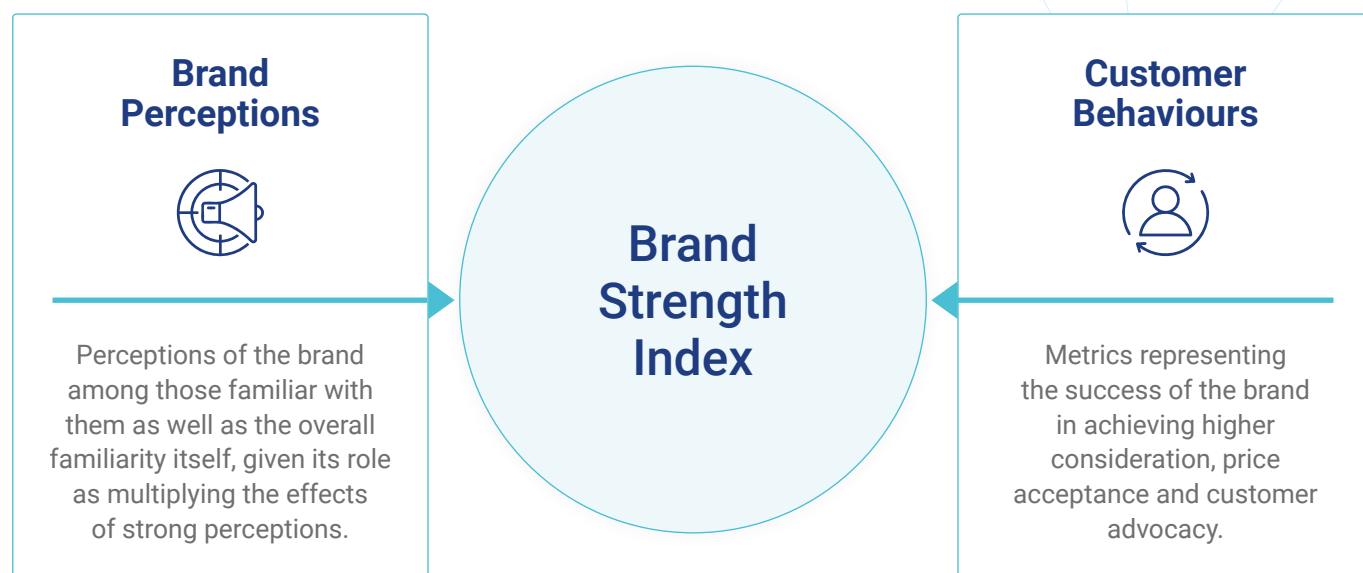 Brand
Perceptions
Perceptions of the brand
among those familiar with
them as well as the overall
familiarity itself, given its role
as multiplying the effects
of strong perceptions.
Brand
Strength
Index
Customer
Behaviours
Metrics representing
the success of the brand
in achieving higher
consideration, price
acceptance and customer
advocacy.